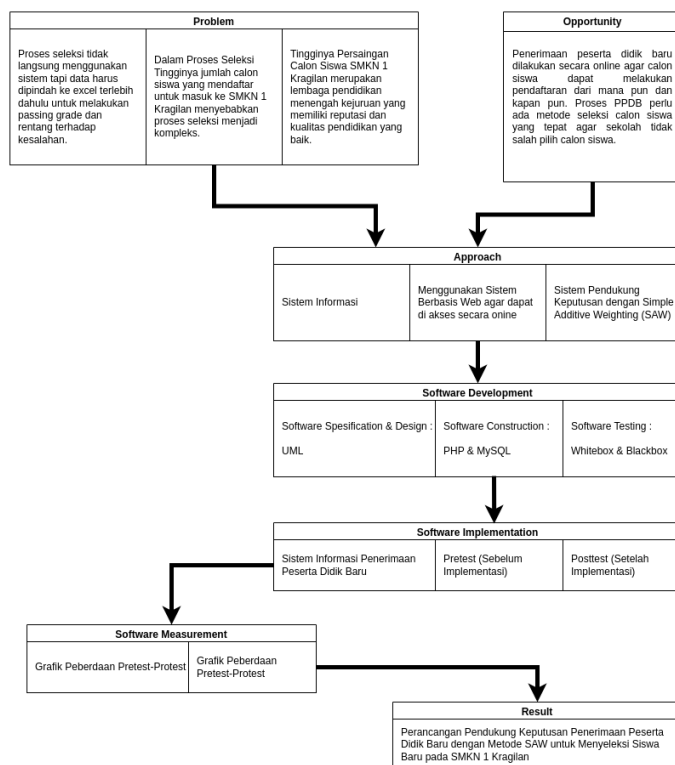 Problem
Proses seleksi tidak
langsung menggunakan
sistem tapi data harus
dipindah ke excel terlebih
dahulu untuk melakukan
passing grade dan
rentang terhadap
kesalahan.
Dalam Proses Seleksi
Tingginya jumlah calon
siswa yang mendaftar
untuk masuk ke SMKN 1
Kragilan menyebabkan
proses seleksi menjadi
kompleks.
Tingginya Persaingan
Calon Siswa SMKN 1
Kragilan merupakan
lembaga pendidikan
menengah kejuruan yang
memiliki reputasi dan
kualitas pendidikan yang
baik.
Opportunity
Penerimaan peserta didik baru
dilakukan secara online agar calon
siswa dapat melakukan
pendaftaran dari mana pun dan
kapan pun. Proses PPDB perlu
ada metode seleksi calon siswa
yang tepat agar sekolah tidak
salah pilih calon siswa.
Approach
Sistem Informasi
Menggunakan Sistem
Berbasis Web agar dapat
di akses secara onine
Sistem Pendukung
Keputusan dengan Simple
Additive Weighting (SAW)
Software Development
Software Spesification & Design :
UML
Software Construction :
PHP & MySQL
Software Testing :
Whitebox & Blackbox
Software Implementation
Sistem Informasi Penerimaan
Peserta Didik Baru
Pretest (Sebelum
Implementasi)
Posttest (Setelah
Implementasi)
Software Measurement
Grafik Peberdaan Pretest-Protest
Grafik Peberdaan
Pretest-Protest
Result
Perancangan Pendukung Keputusan Penerimaan Peserta
Didik Baru dengan Metode SAW untuk Menyeleksi Siswa
Baru pada SMKN 1 Kragilan